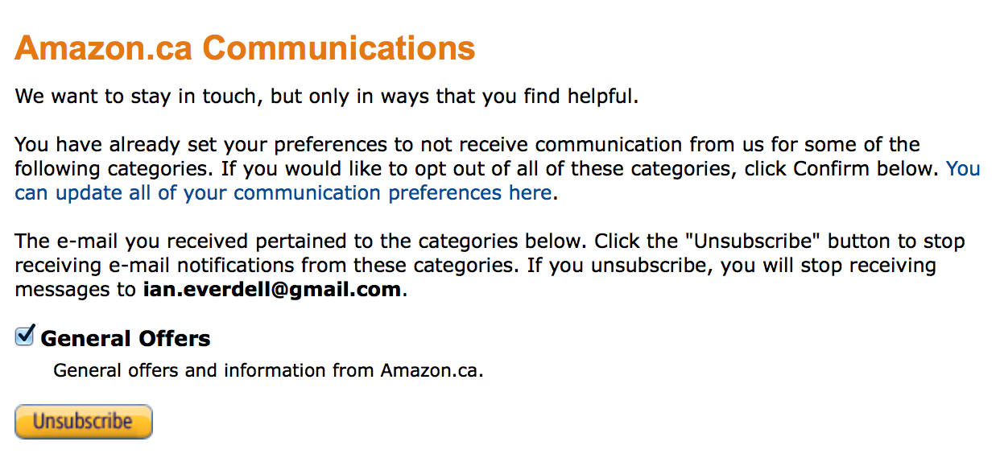 Amazon.ca Communications
We want to stay in touch, but only in ways that you find helpful.
You have already set your preferences to not receive communication from us for some of the
following categories. If you would like to opt out of all of these categories, click Confirm below. You
can update all of your communication preferences here.
The e-mail you received pertained to the categories below. Click the "Unsubscribe" button to stop
receiving e-mail notifications from these categories. If you unsubscribe, you will stop receiving
messages to ian.everdell@gmail.com.
General Offers
General offers and information from Amazon.ca.
Unsubscribe